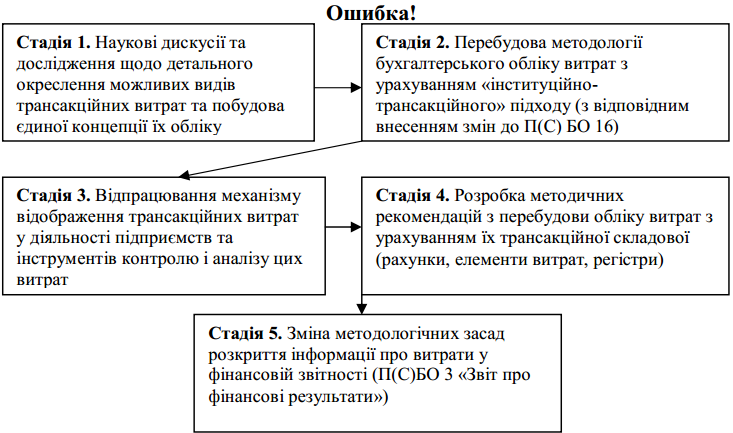 Ошибка!
Стадія 1. Наукові дискусії та
дослідження щодо детального
окреслення можливих видів
трансакційних витрат та побудова
єдиної концепції їх обліку
Стадія 2. Перебудова методології
бухгалтерського обліку витрат з
урахуванням «інституційно-
трансакційного» підходу (з відповідним
внесенням змін до П(С) БО 16)
Стадія 3. Відпрацювання механізму
відображення трансакційних витрат
у діяльності підприємств та
інструментів контролю і аналізу цих
витрат
Стадія 4. Розробка методичних
рекомендацій з перебудови обліку витрат з
урахуванням їх трансакційної складової
(рахунки, елементи витрат, регістри)
Стадія 5. Зміна методологічних засад
розкриття інформації про витрати у
фінансовій звітності (П(С)БО 3 «Звіт про
фінансові результати»)